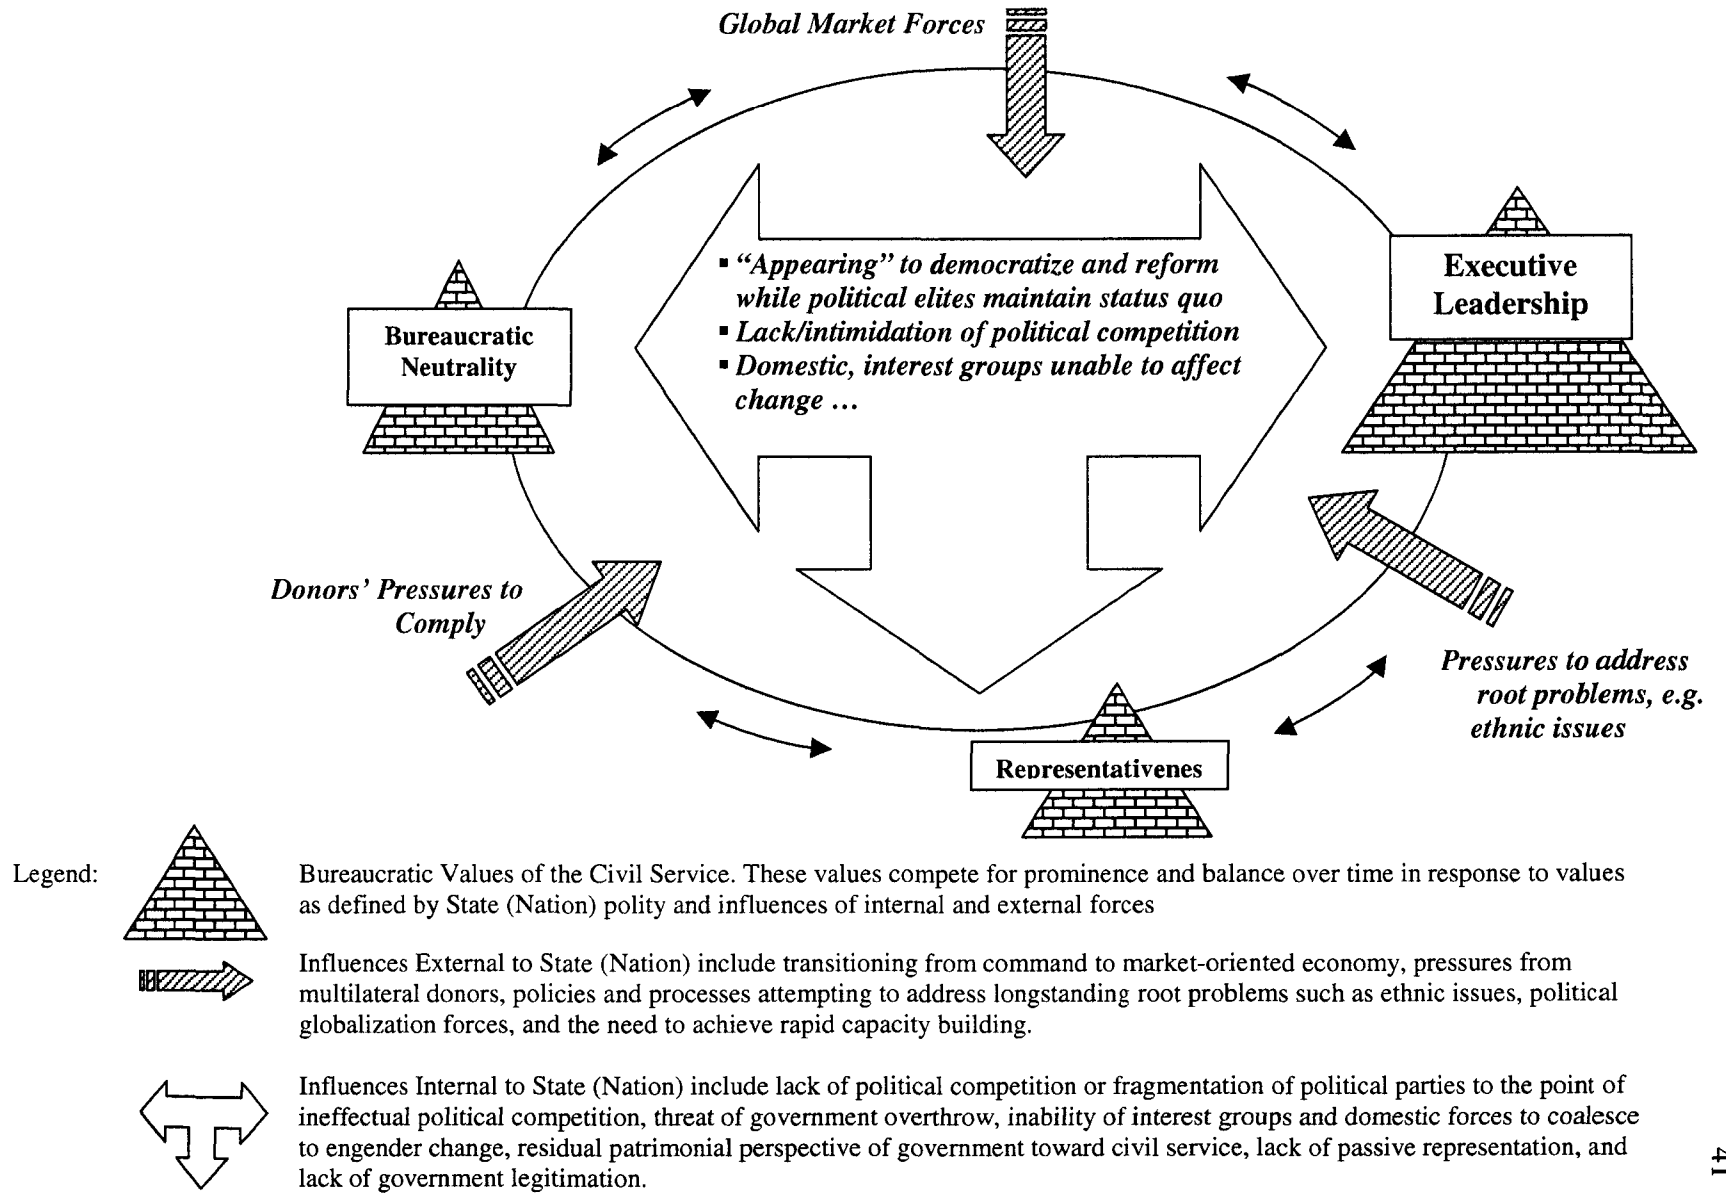 Global Market Forces
▪ “Appearing” to democratize and reform
while political elites maintain status quo
▪ Lack/intimidation of political competition
▪ Domestic, interest groups unable to affect
change ...
Executive
Leadership
Bureaucratic
Neutrality
Donors’ Pressures to
Comply
Pressures to address
root problems, e.g.
ethnic issues
Representativenes
Legend:
Bureaucratic Values of the Civil Service. These values compete for prominence and balance over time in response to values
as defined by State (Nation) polity and influences of internal and external forces
Influences External to State (Nation) include transitioning from command to market-oriented economy, pressures from
multilateral donors, policies and processes attempting to address longstanding root problems such as ethnic issues, political
globalization forces, and the need to achieve rapid capacity building.
Influences Internal to State (Nation) include lack of political competition or fragmentation of political parties to the point of
ineffectual political competition, threat of government overthrow, inability of interest groups and domestic forces to coalesce
to engender change, residual patrimonial perspective of government toward civil service, lack of passive representation, and
lack of government legitimation.
41